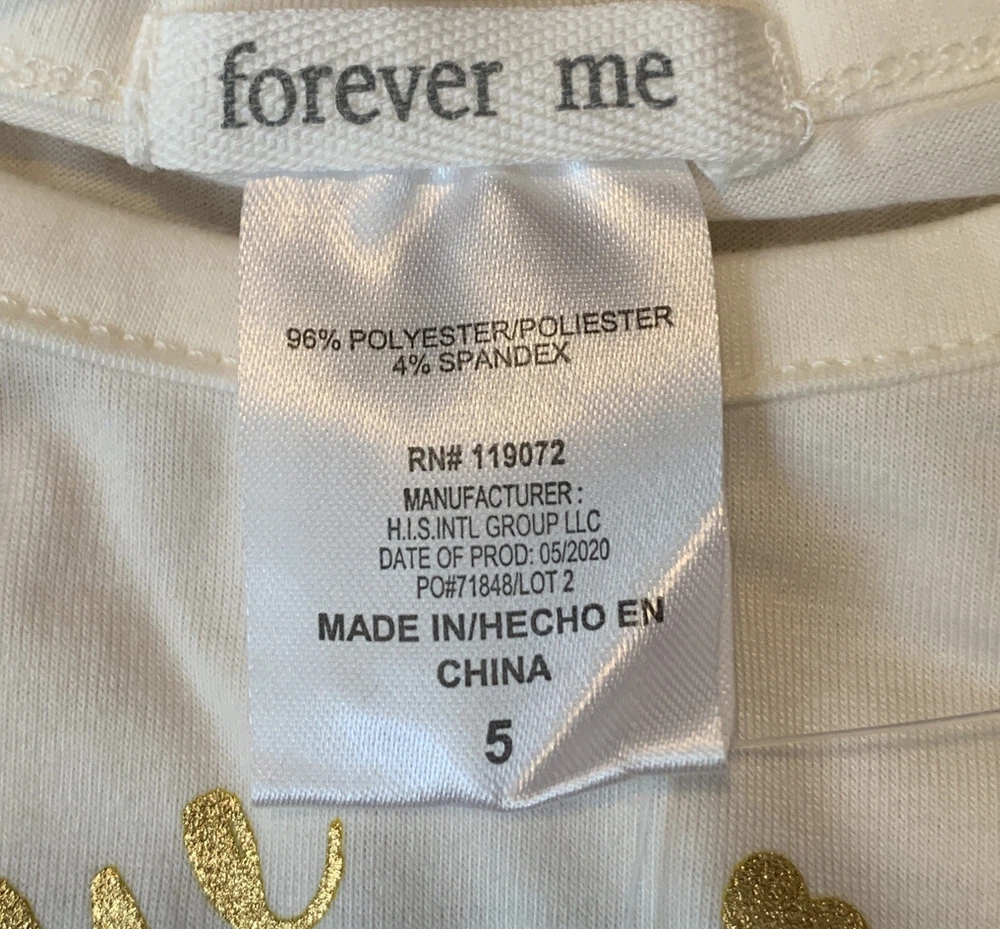 forever me
96% POLYESTER/POLIESTER
4% SPANDEX
RN# 119072
MANUFACTURER :
H.I.S.INTL GROUP LLC
DATE OF PROD: 05/2020
PO#71848/LOT 2
MADE IN/HECHO EN
CHINA
5